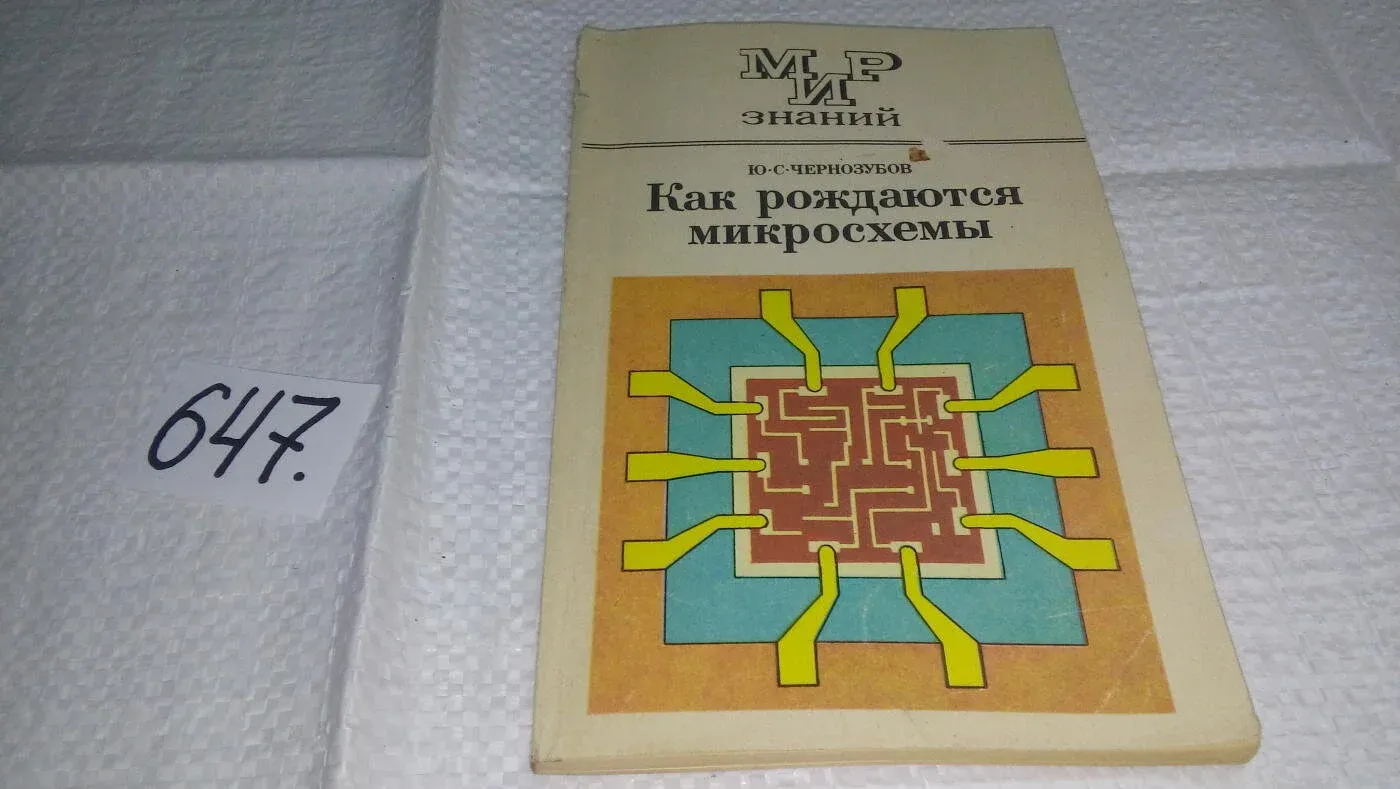 МИР
знаний
Ю·С·ЧЕРНОЗУБОВ
Как рождаются
микросхемы
647.